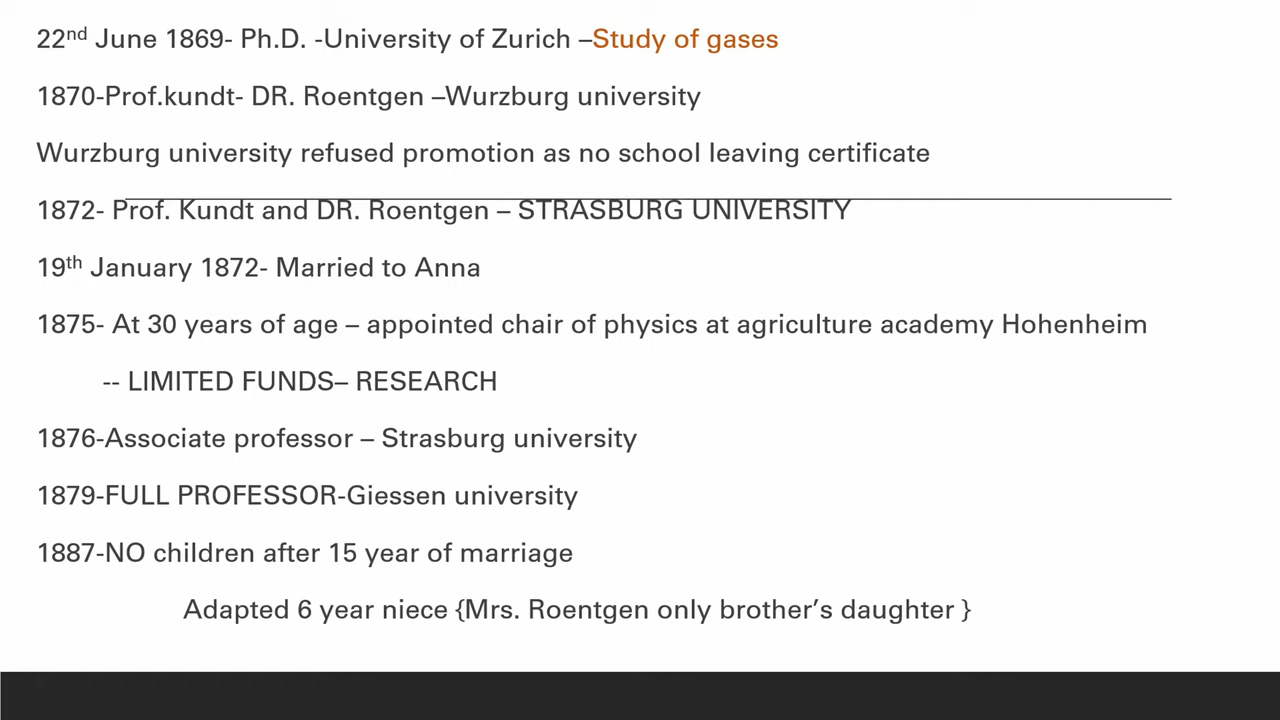 22nd June 1869- Ph.D. -University of Zurich –Study of gases
1870-Prof.kundt- DR. Roentgen –Wurzburg university
Wurzburg university refused promotion as no school leaving certificate
1872- Prof. Kundt and DR. Roentgen – STRASBURG UNIVERSITY
19th January 1872- Married to Anna
1875- At 30 years of age – appointed chair of physics at agriculture academy Hohenheim
-- LIMITED FUNDS– RESEARCH
1876-Associate professor – Strasburg university
1879-FULL PROFESSOR-Giessen university
1887-NO children after 15 year of marriage
Adapted 6 year niece {Mrs. Roentgen only brother’s daughter }